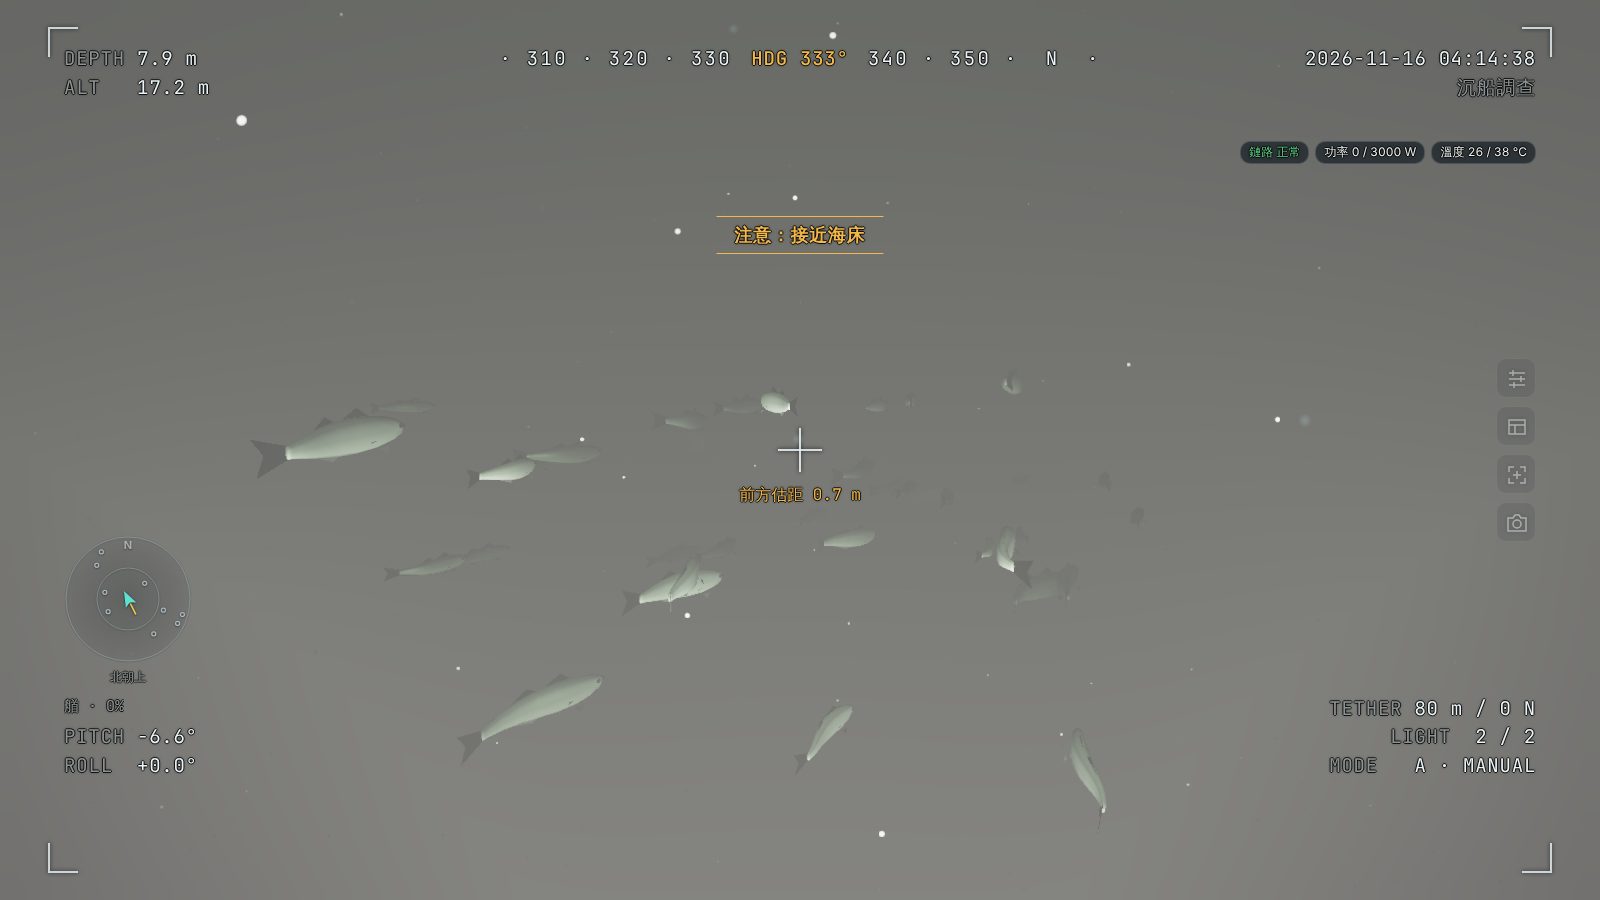 DEPTH 7.9 m
ALT 17.2 m
· 310 · 320 · 330 HDG 333° 340 · 350 · N ·
2026-11-16 04:14:38
沉船調查
鏈路 正常 功率 0 / 3000 W 溫度 26 / 38 °C
注意：接近海床
前方估距 0.7 m
N
北朝上
艏 · 0%
PITCH -6.6°
ROLL +0.0°
TETHER 80 m / 0 N
LIGHT 2 / 2
MODE A · MANUAL